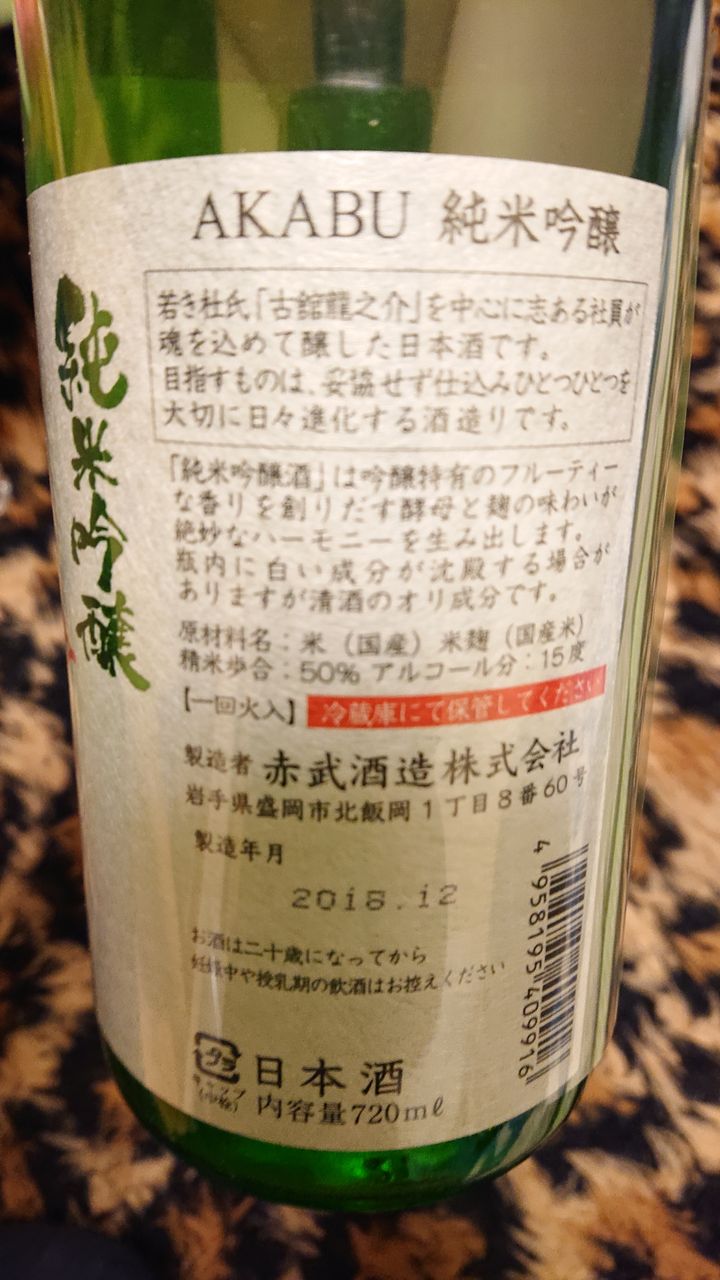 AKABU 純米吟醸
純米吟醸
若き杜氏「古舘龍之介」を中心に志ある社員が
魂を込めて醸した日本酒です。
目指すものは、妥協せず仕込みひとつひとつを
大切に日々進化する酒造りです。
「純米吟醸酒」は吟醸特有のフルーティー
な香りを創りだす酵母と麹の味わいが
絶妙なハーモニーを生み出します。
瓶内に白い成分が沈殿する場合が
ありますが清酒のオリ成分です。
原材料名：米（国産）米麹（国産米）
精米歩合：50% アルコール分：15度
【一回火入】 冷蔵庫にて保管してください
製造者 赤武酒造株式会社
岩手県盛岡市北飯岡1丁目8番60号
製造年月
2018.12
お酒は二十歳になってから
妊娠中や授乳期の飲酒はお控えください
4 958195 409916
日本酒
キャップ
(中栓) 内容量720mℓ